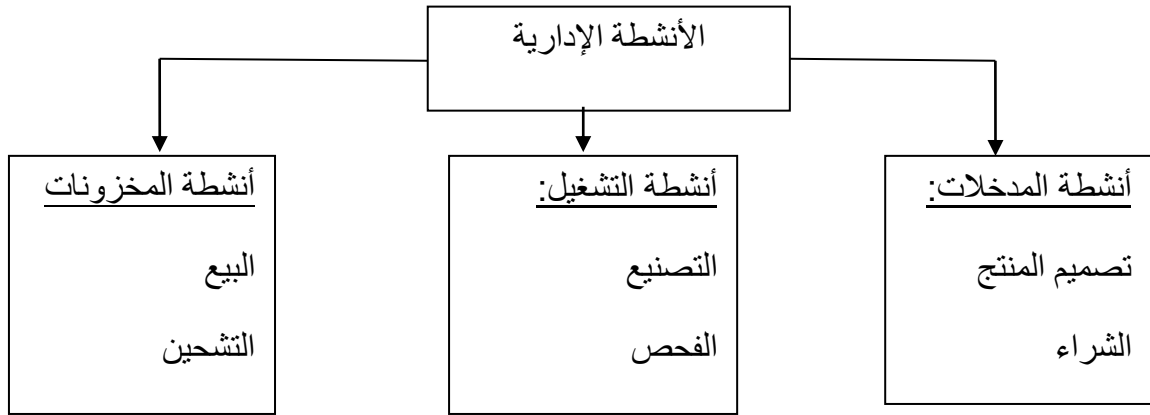 الأنشطة الإدارية
أنشطة المدخلات:
تصميم المنتج
الشراء
أنشطة التشغيل:
التصنيع
الفحص
أنشطة المخزونات
البيع
التشحين